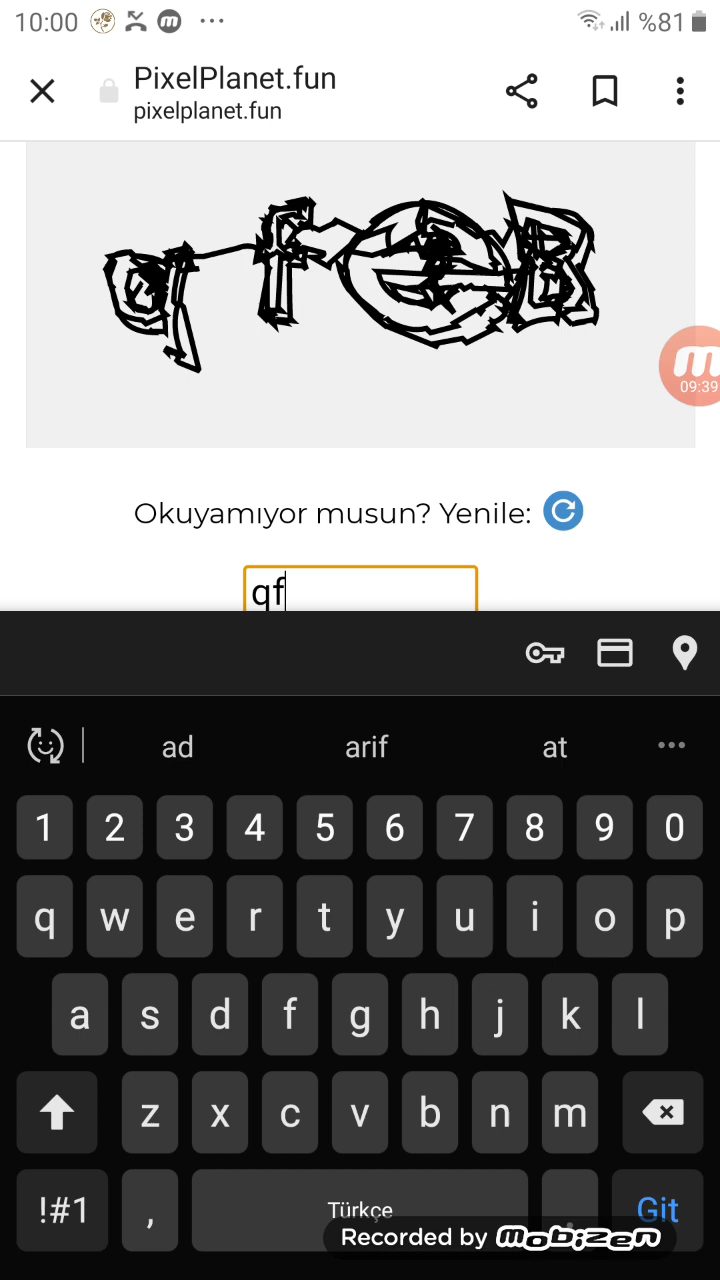 10:00 %81
PixelPlanet.fun
pixelplanet.fun
09:39
Okuyamıyor musun? Yenile:
qf
ad arif at
1 2 3 4 5 6 7 8 9 0
q w e r t y u i o p
a s d f g h j k l
z x c v b n m
!#1 , Türkçe . Git
Recorded by mobizen